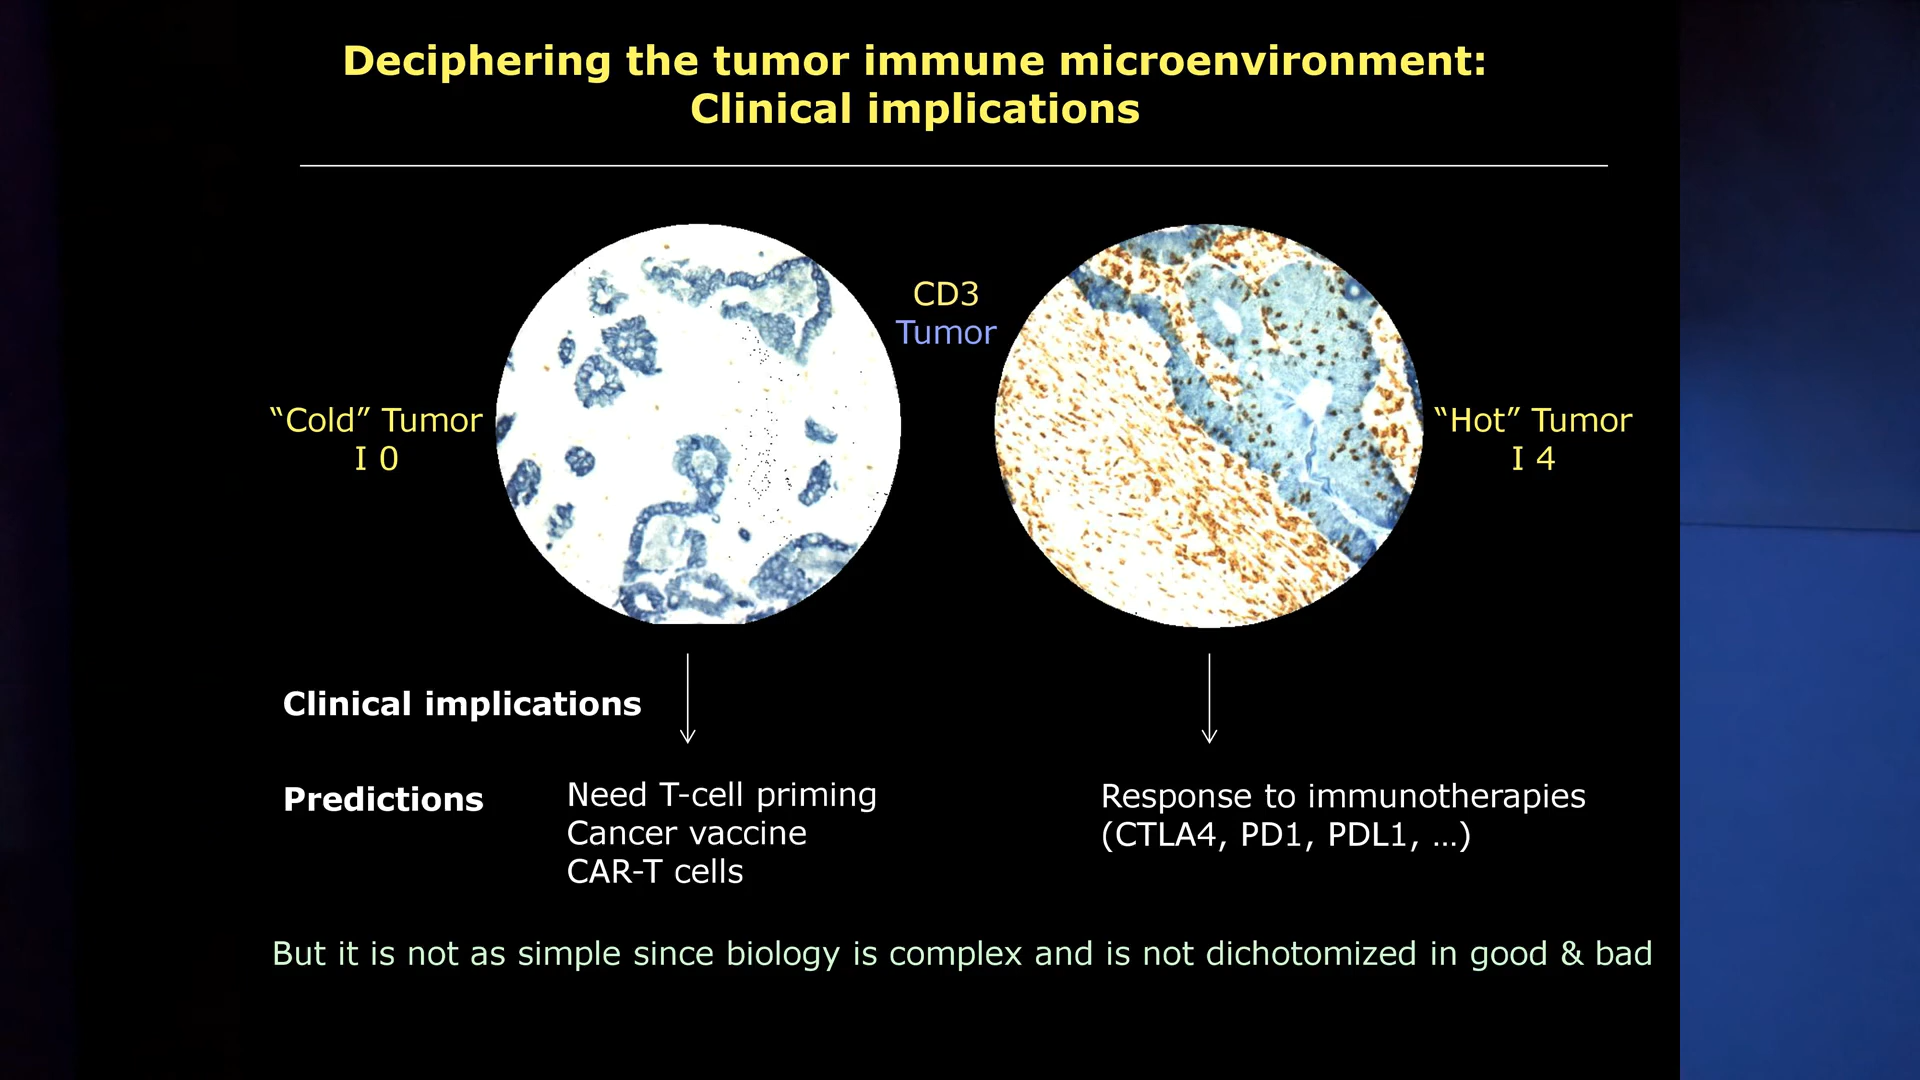 Deciphering the tumor immune microenvironment:
Clinical implications
CD3
Tumor
“Cold” Tumor
I 0
“Hot” Tumor
I 4
Clinical implications
Predictions
Need T-cell priming
Cancer vaccine
CAR-T cells
Response to immunotherapies
(CTLA4, PD1, PDL1, …)
But it is not as simple since biology is complex and is not dichotomized in good & bad